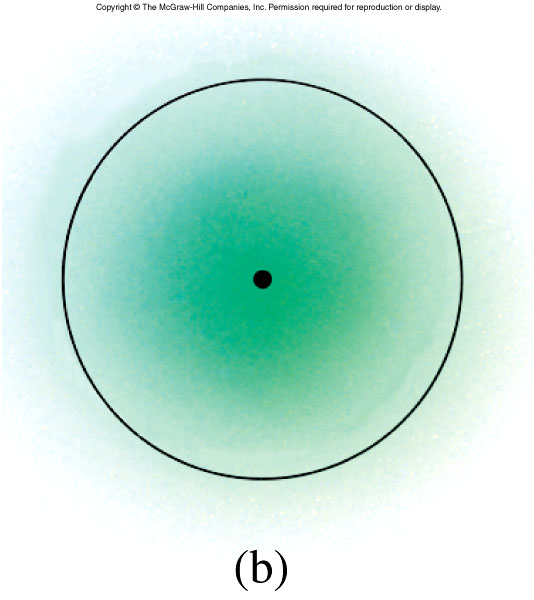 Copyright © The McGraw-Hill Companies, Inc. Permission required for reproduction or display.
(b)